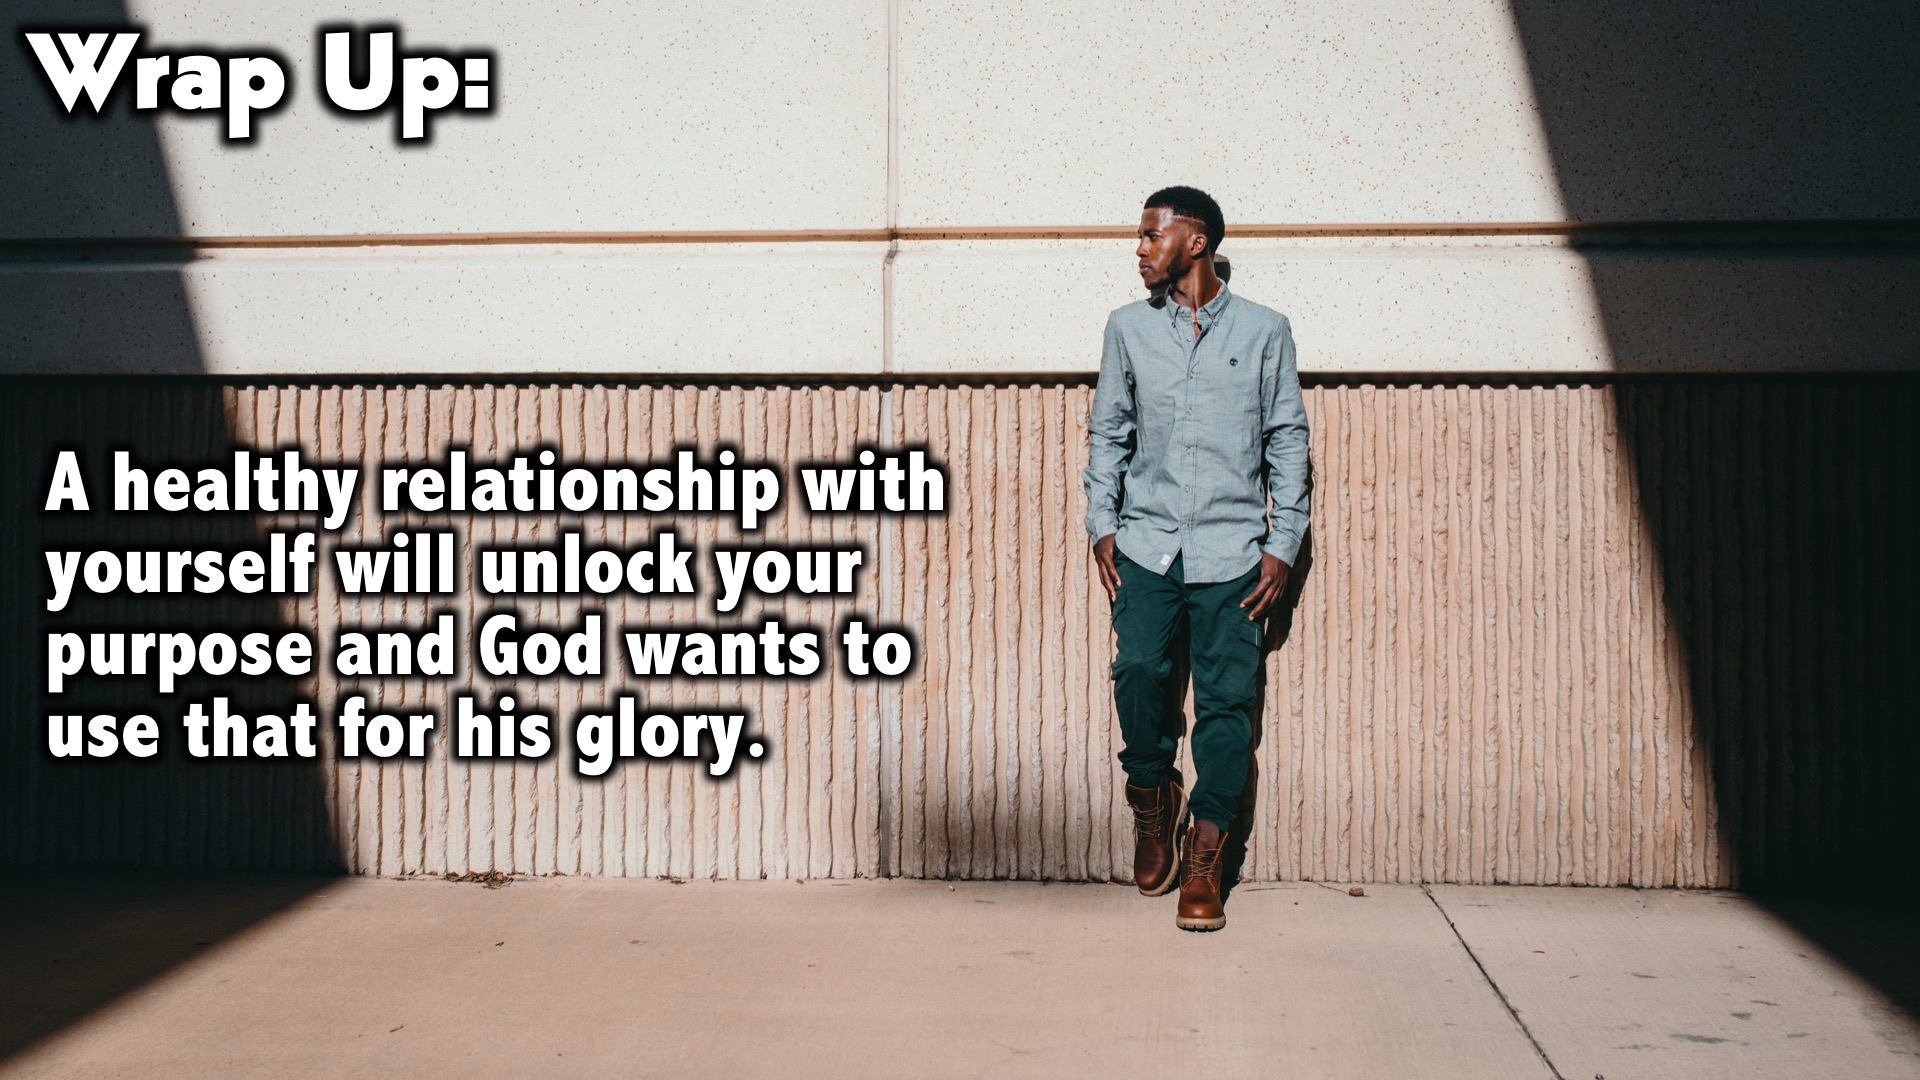 Wrap Up:
A healthy relationship with
yourself will unlock your
purpose and God wants to
use that for his glory.